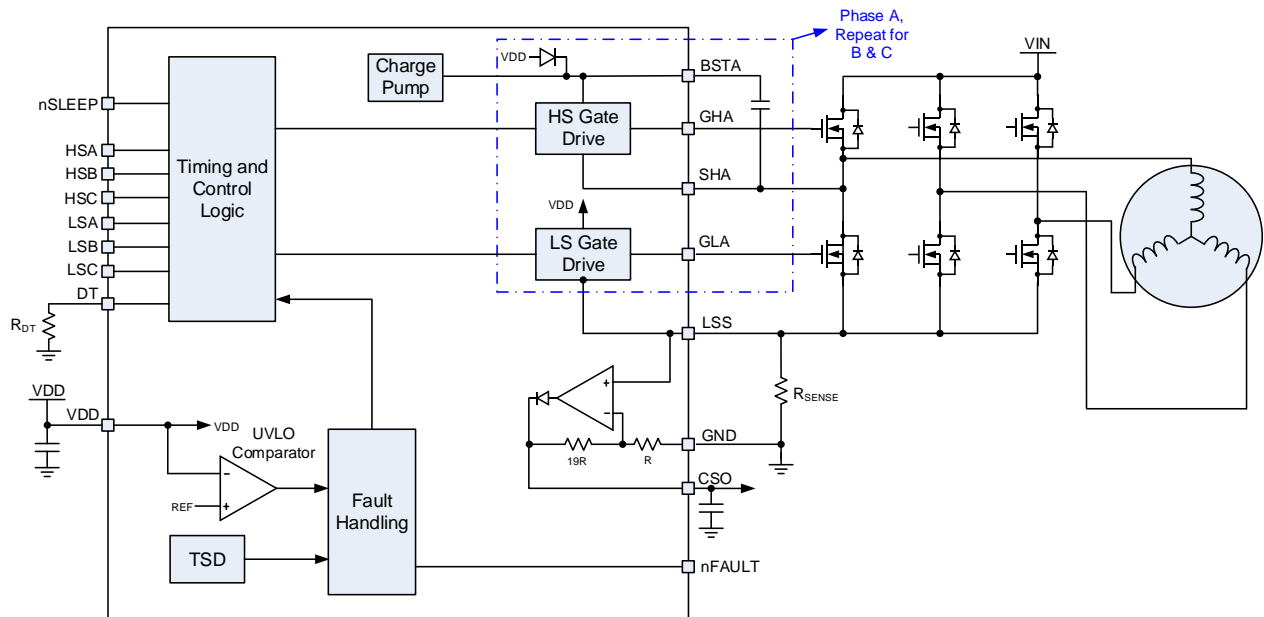 Phase A,
Repeat for
B & C
VIN
VDD
Charge
Pump
BSTA
nSLEEP
HS Gate
Drive
GHA
HSA
HSB
HSC
LSA
LSB
LSC
DT
Timing and
Control
Logic
SHA
VDD
LS Gate
Drive
GLA
RDT
LSS
RSENSE
VDD
VDD
VDD
UVLO
Comparator
+
−
GND
19R
R
−
+
REF
CSO
Fault
Handling
TSD
nFAULT